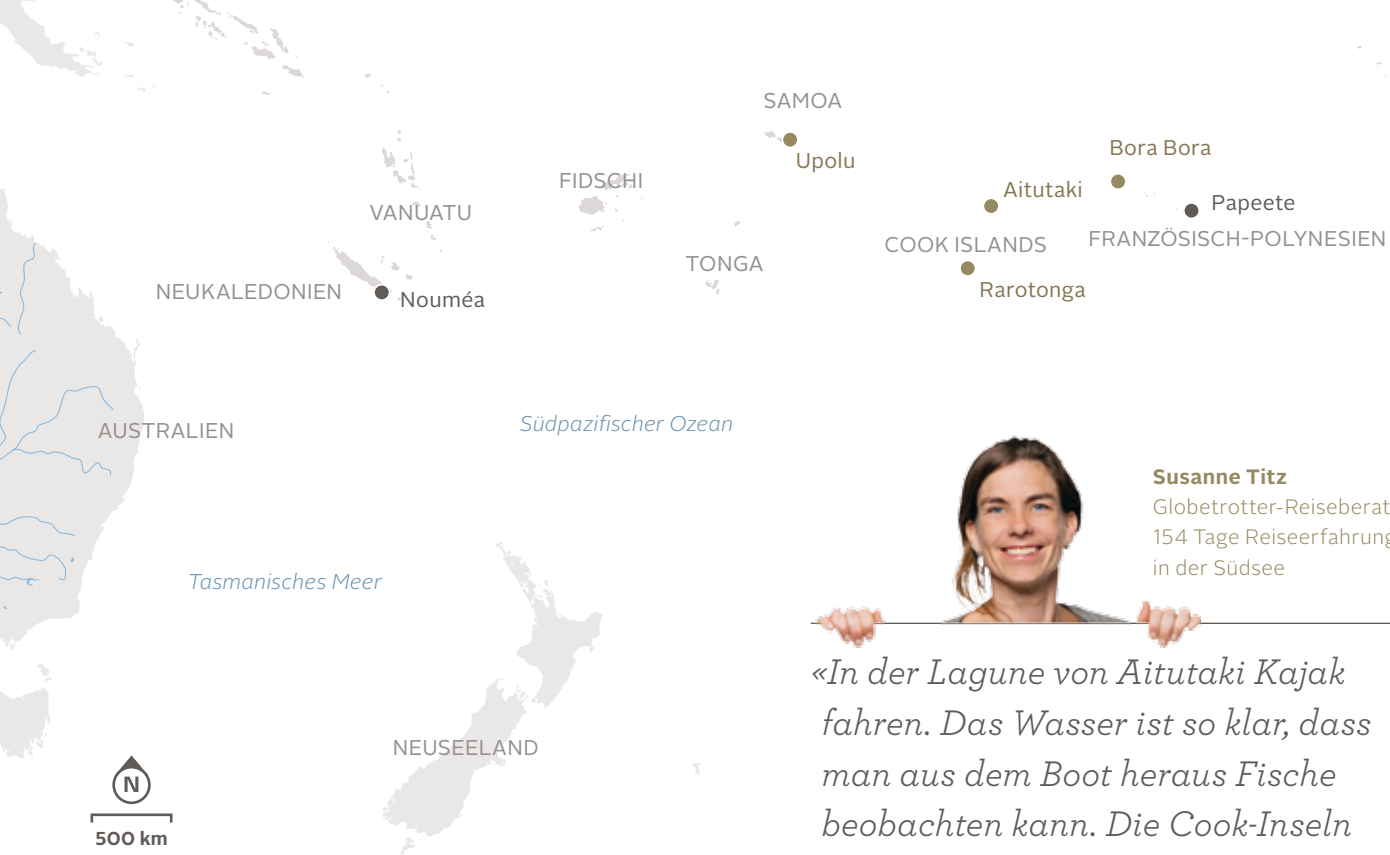 SAMOA
Upolu
Bora Bora
Aitutaki
Papeete
FIDSCHI
VANUATU
COOK ISLANDS
FRANZÖSISCH-POLYNESIEN
TONGA
Rarotonga
NEUKALEDONIEN
Nouméa
AUSTRALIEN
Südpazifischer Ozean
Tasmanisches Meer
NEUSEELAND
N
500 km
Susanne Titz
Globetrotter-Reiseberat
154 Tage Reiseerfahrung
in der Südsee
«In der Lagune von Aitutaki Kajak
fahren. Das Wasser ist so klar, dass
man aus dem Boot heraus Fische
beobachten kann. Die Cook-Inseln